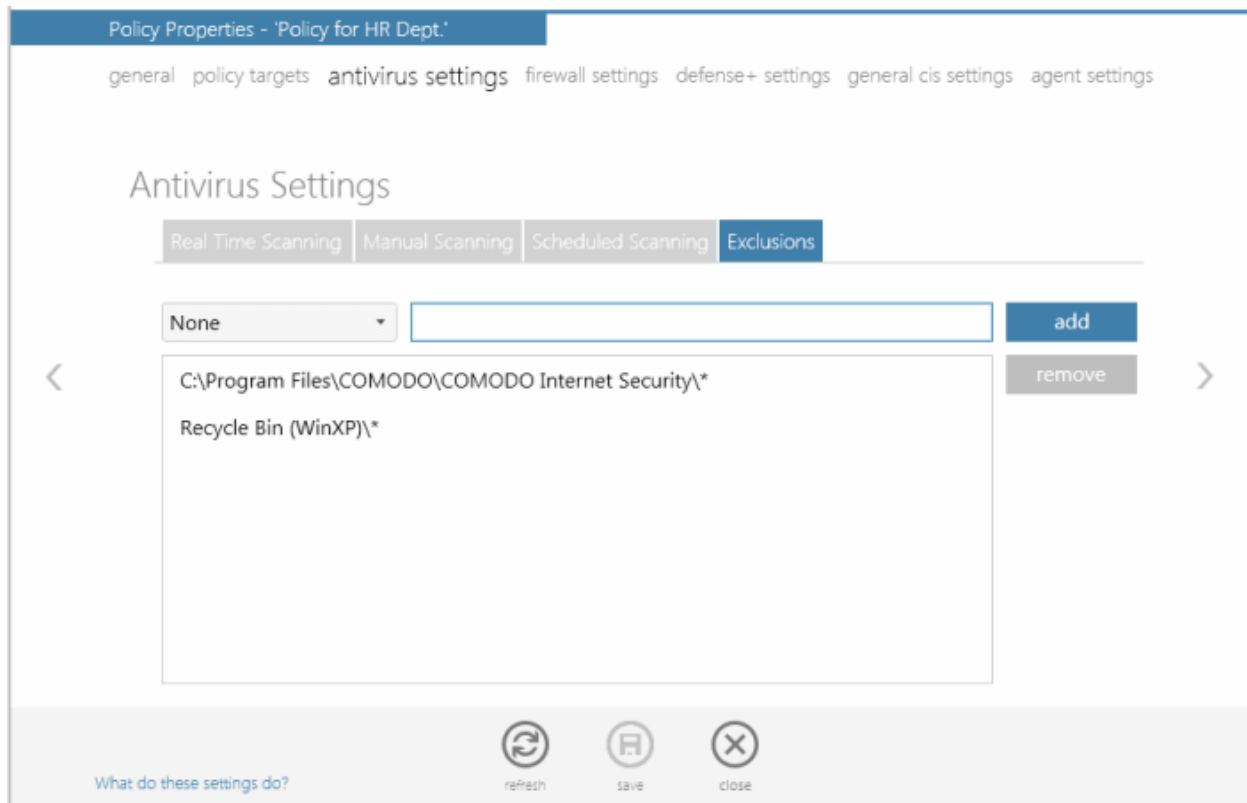 Policy Properties - 'Policy for HR Dept.'
general policy targets antivirus settings firewall settings defense+ settings general cis settings agent settings
Antivirus Settings
Real Time Scanning Manual Scanning Scheduled Scanning Exclusions
None add
C:\Program Files\COMODO\COMODO Internet Security\* remove
Recycle Bin (WinXP)\*
What do these settings do? refresh save close